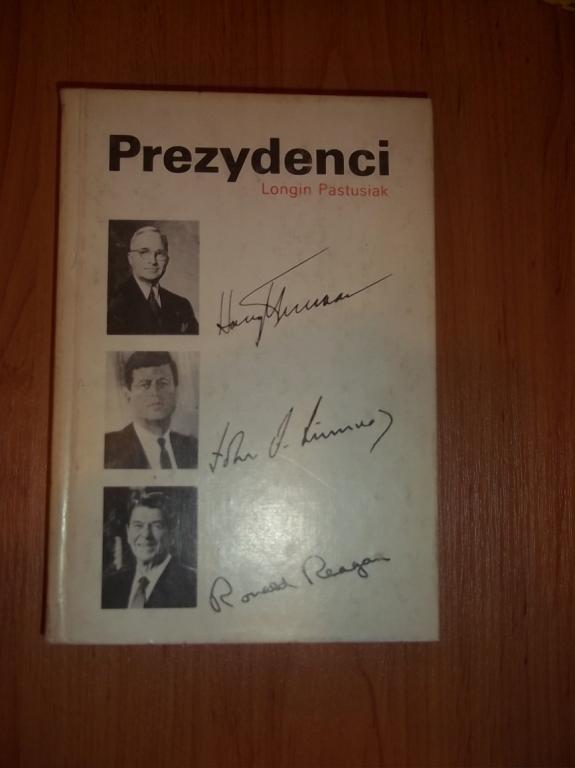 Prezydenci
Longin Pastusiak
Harry Truman
John F. Kennedy
Ronald Reagan